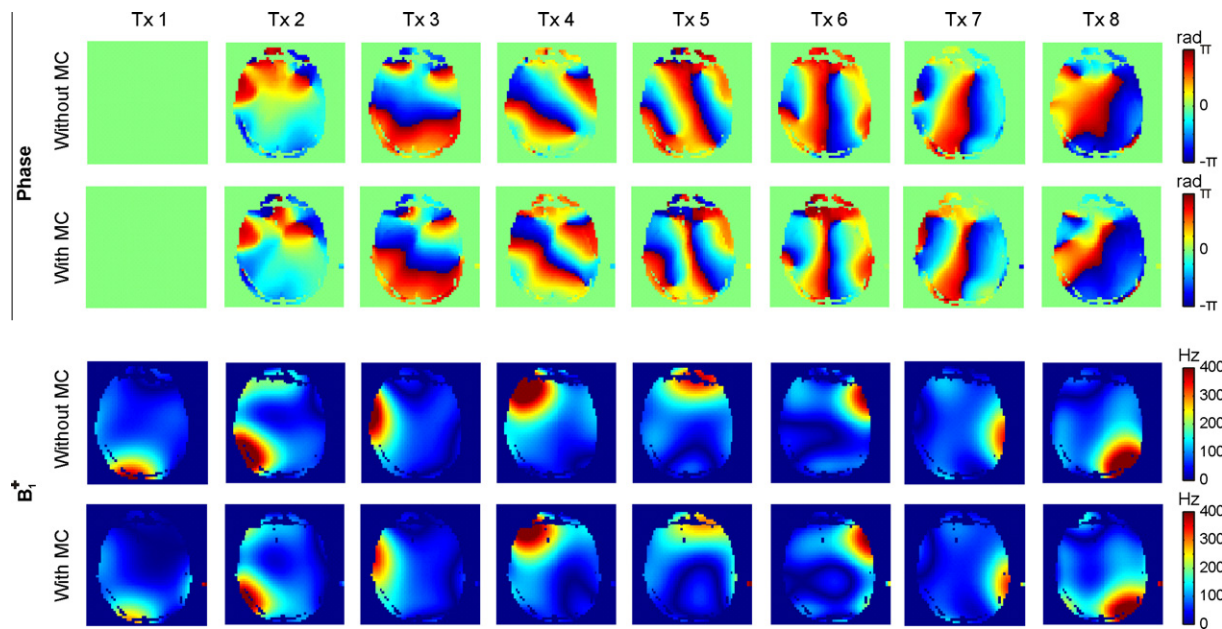 Tx 1 Tx 2 Tx 3 Tx 4 Tx 5 Tx 6 Tx 7 Tx 8
Phase
Without MC
rad
π
0
-π
With MC
rad
π
0
-π
B₁⁺
Without MC
Hz
400
300
200
100
0
With MC
Hz
400
300
200
100
0